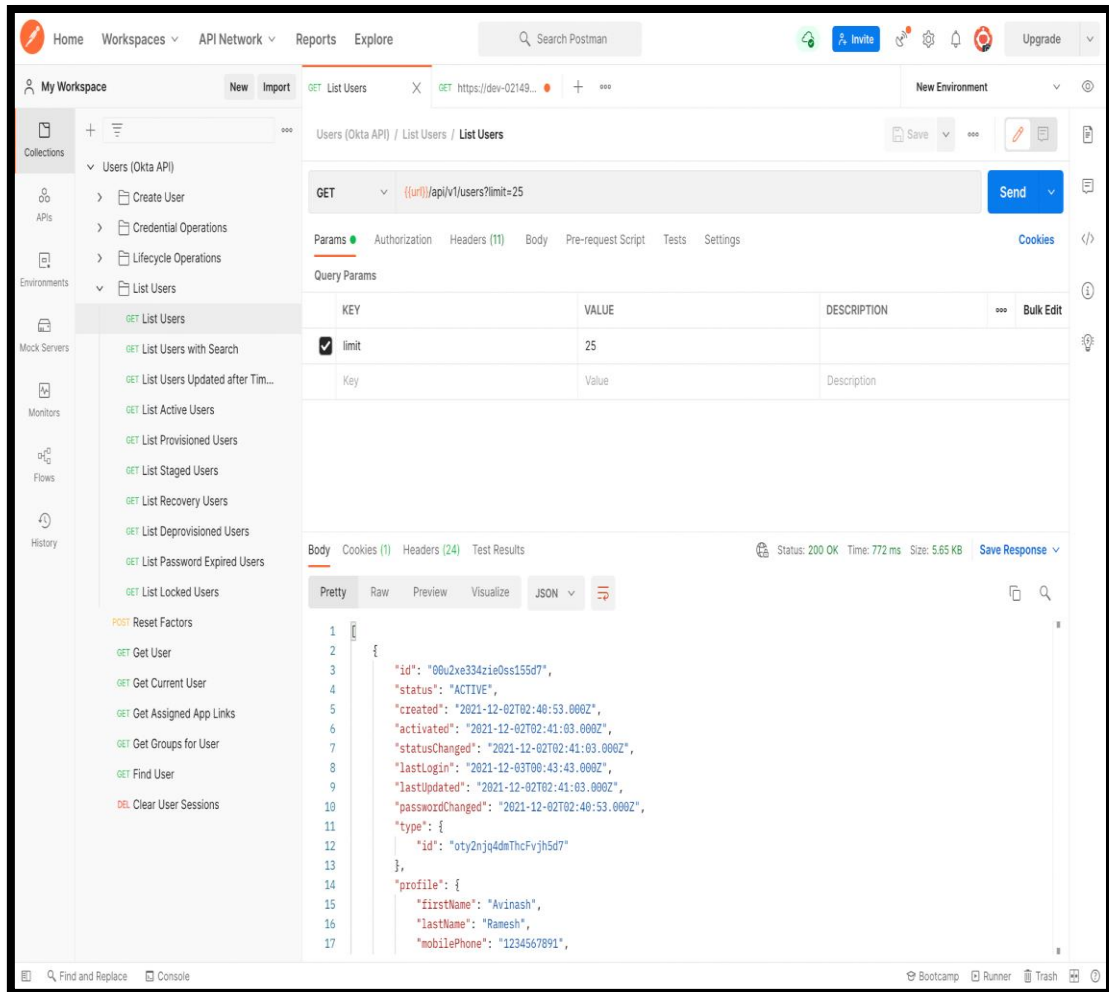 Home Workspaces API Network Reports Explore Search Postman Invite Upgrade
My Workspace New Import GET List Users GET https://dev-02149... New Environment
Collections
APIs
Environments
Mock Servers
Monitors
Flows
History
Users (Okta API)
Create User
Credential Operations
Lifecycle Operations
List Users
GET List Users
GET List Users with Search
GET List Users Updated after Tim...
GET List Active Users
GET List Provisioned Users
GET List Staged Users
GET List Recovery Users
GET List Deprovisioned Users
GET List Password Expired Users
GET List Locked Users
POST Reset Factors
GET Get User
GET Get Current User
GET Get Assigned App Links
GET Get Groups for User
GET Find User
DEL Clear User Sessions
Users (Okta API) / List Users / List Users Save
GET {{url}}/api/v1/users?limit=25 Send
Params Authorization Headers (11) Body Pre-request Script Tests Settings Cookies
Query Params
KEY VALUE DESCRIPTION Bulk Edit
limit 25
Key Value Description
Body Cookies (1) Headers (24) Test Results Status: 200 OK Time: 772 ms Size: 5.65 KB Save Response
Pretty Raw Preview Visualize JSON
1 [
2 {
3 "id": "00u2xe334zieOss155d7",
4 "status": "ACTIVE",
5 "created": "2021-12-02T02:40:53.000Z",
6 "activated": "2021-12-02T02:41:03.000Z",
7 "statusChanged": "2021-12-02T02:41:03.000Z",
8 "lastLogin": "2021-12-03T00:43:43.000Z",
9 "lastUpdated": "2021-12-02T02:41:03.000Z",
10 "passwordChanged": "2021-12-02T02:40:53.000Z",
11 "type": {
12 "id": "oty2njq4dmThcFvjh5d7"
13 },
14 "profile": {
15 "firstName": "Avinash",
16 "lastName": "Ramesh",
17 "mobilePhone": "1234567891",
Find and Replace Console Bootcamp Runner Trash